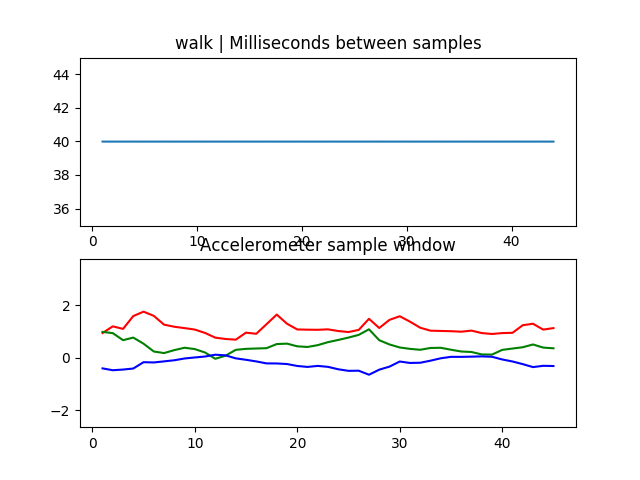 walk | Milliseconds between samples
44
42
40
38
36
0 10 20 30 40
Accelerometer sample window
2
0
−2
0 10 20 30 40